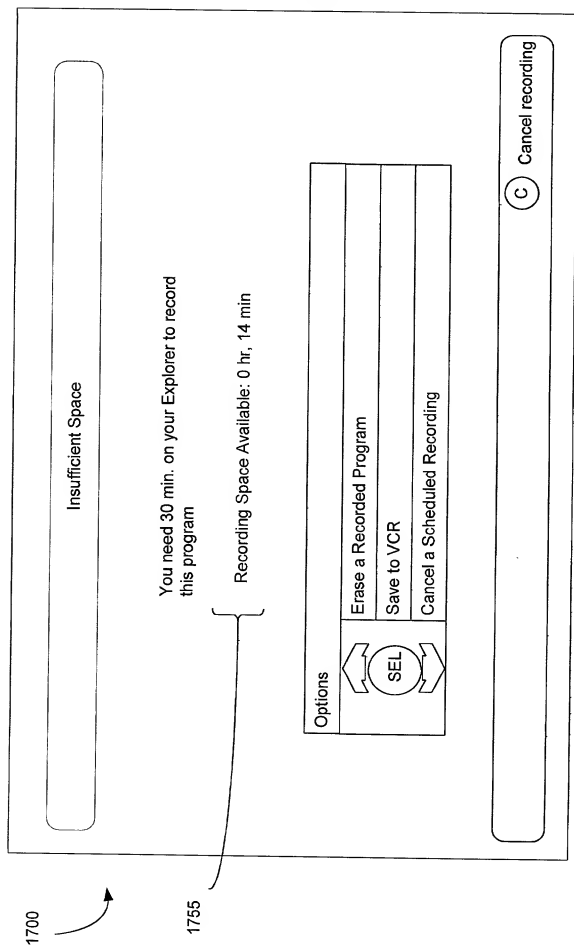 1700
Insufficient Space
You need 30 min. on your Explorer to record
this program
1755
Recording Space Available: 0 hr, 14 min
Options
SEL
Erase a Recorded Program
Save to VCR
Cancel a Scheduled Recording
C Cancel recording